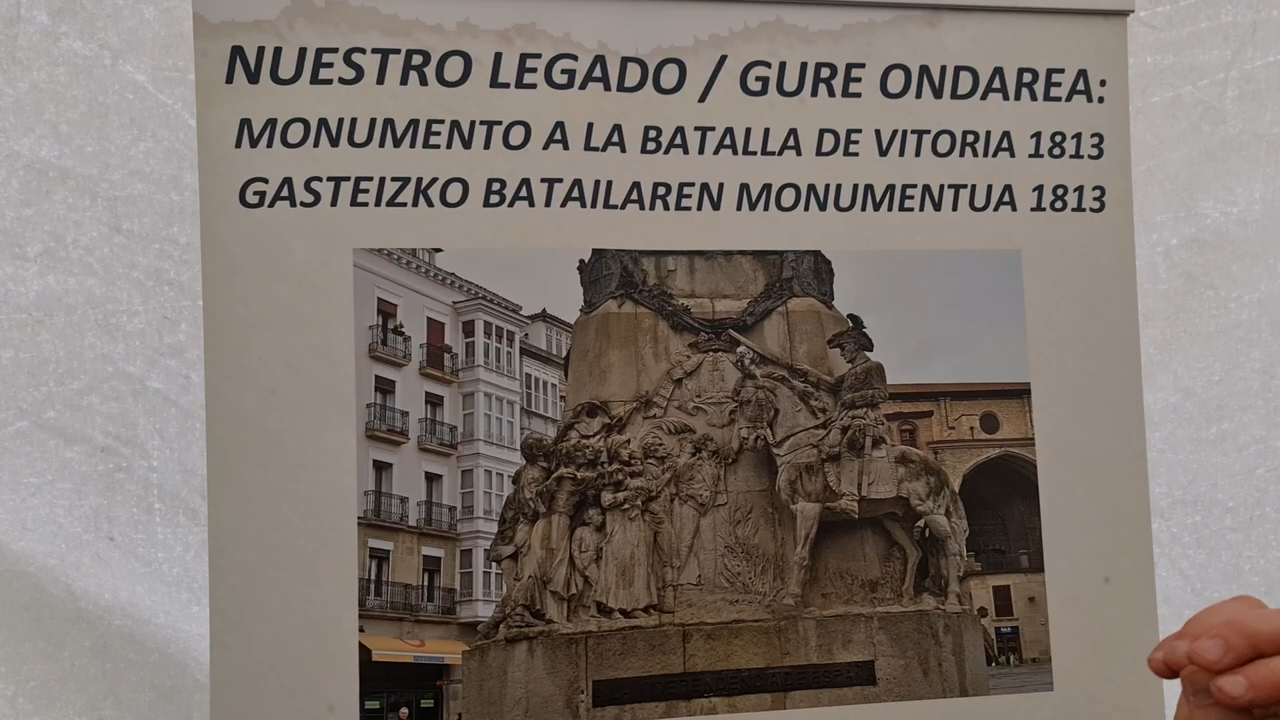 NUESTRO LEGADO / GURE ONDAREA:
MONUMENTO A LA BATALLA DE VITORIA 1813
GASTEIZKO BATAILAREN MONUMENTUA 1813